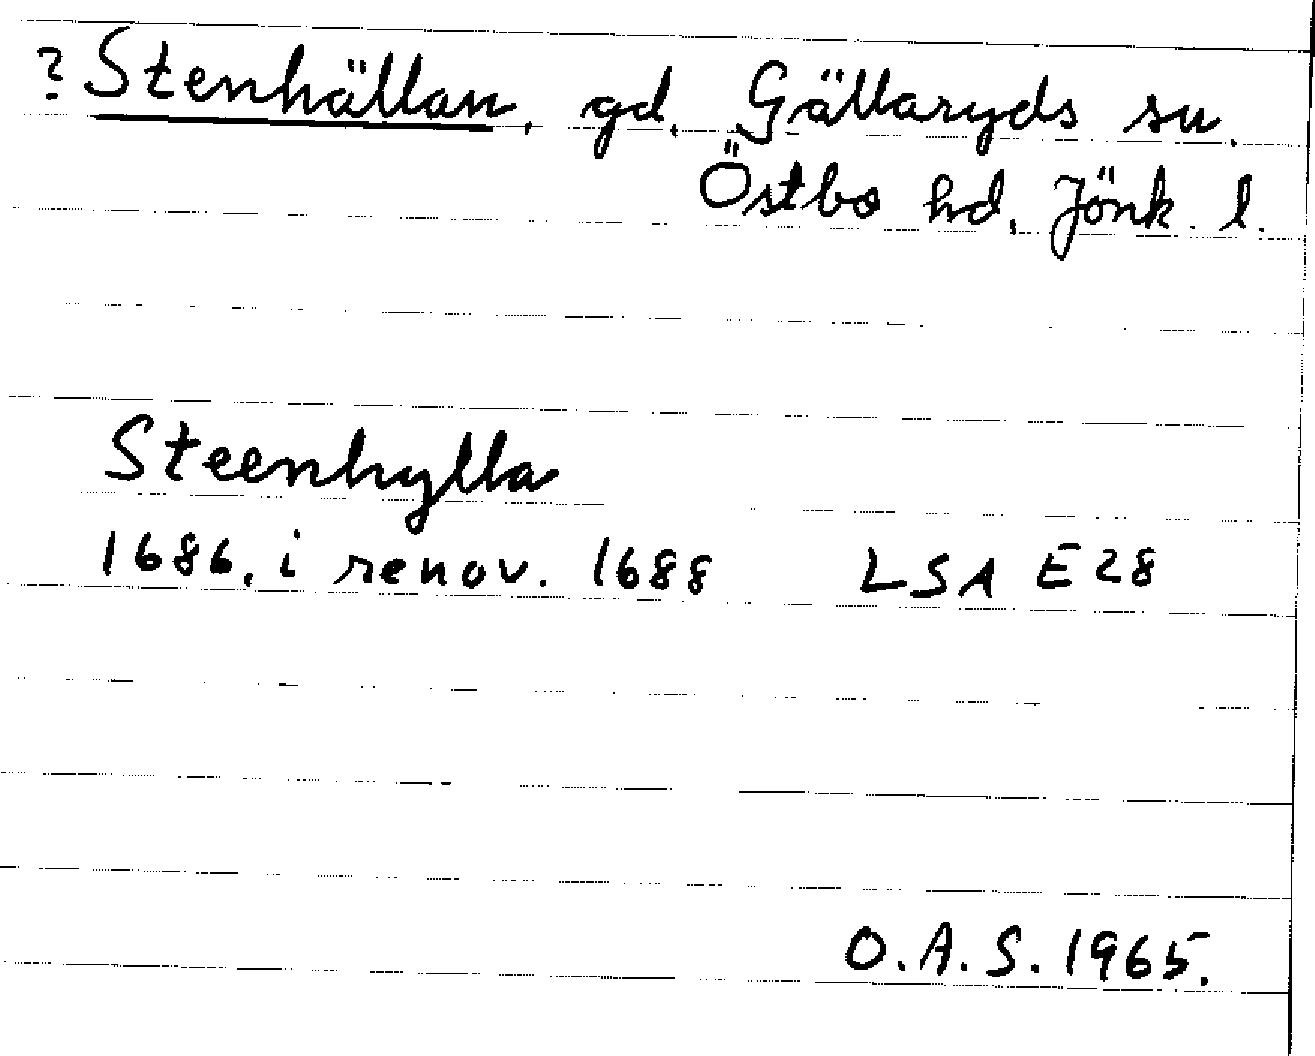 ? Stenhällan, gd, Gällaryds sn.
Östbo hd, Jönk. l.
Steenhylla
1686, i renov. 1688 LSA E28
O.A.S. 1965.